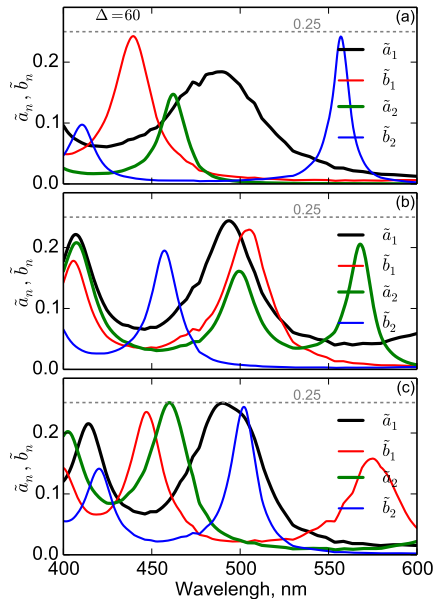 Δ=60
(a)
0.25
ã₁
b̃₁
ã₂
b̃₂
0.2
0.1
0.0
ãₙ, b̃ₙ
(b)
0.25
ã₁
b̃₁
ã₂
b̃₂
0.2
0.1
0.0
ãₙ, b̃ₙ
(c)
0.25
ã₁
b̃₁
ã₂
b̃₂
0.2
0.1
0.0
ãₙ, b̃ₙ
400 450 500 550 600
Wavelengh, nm